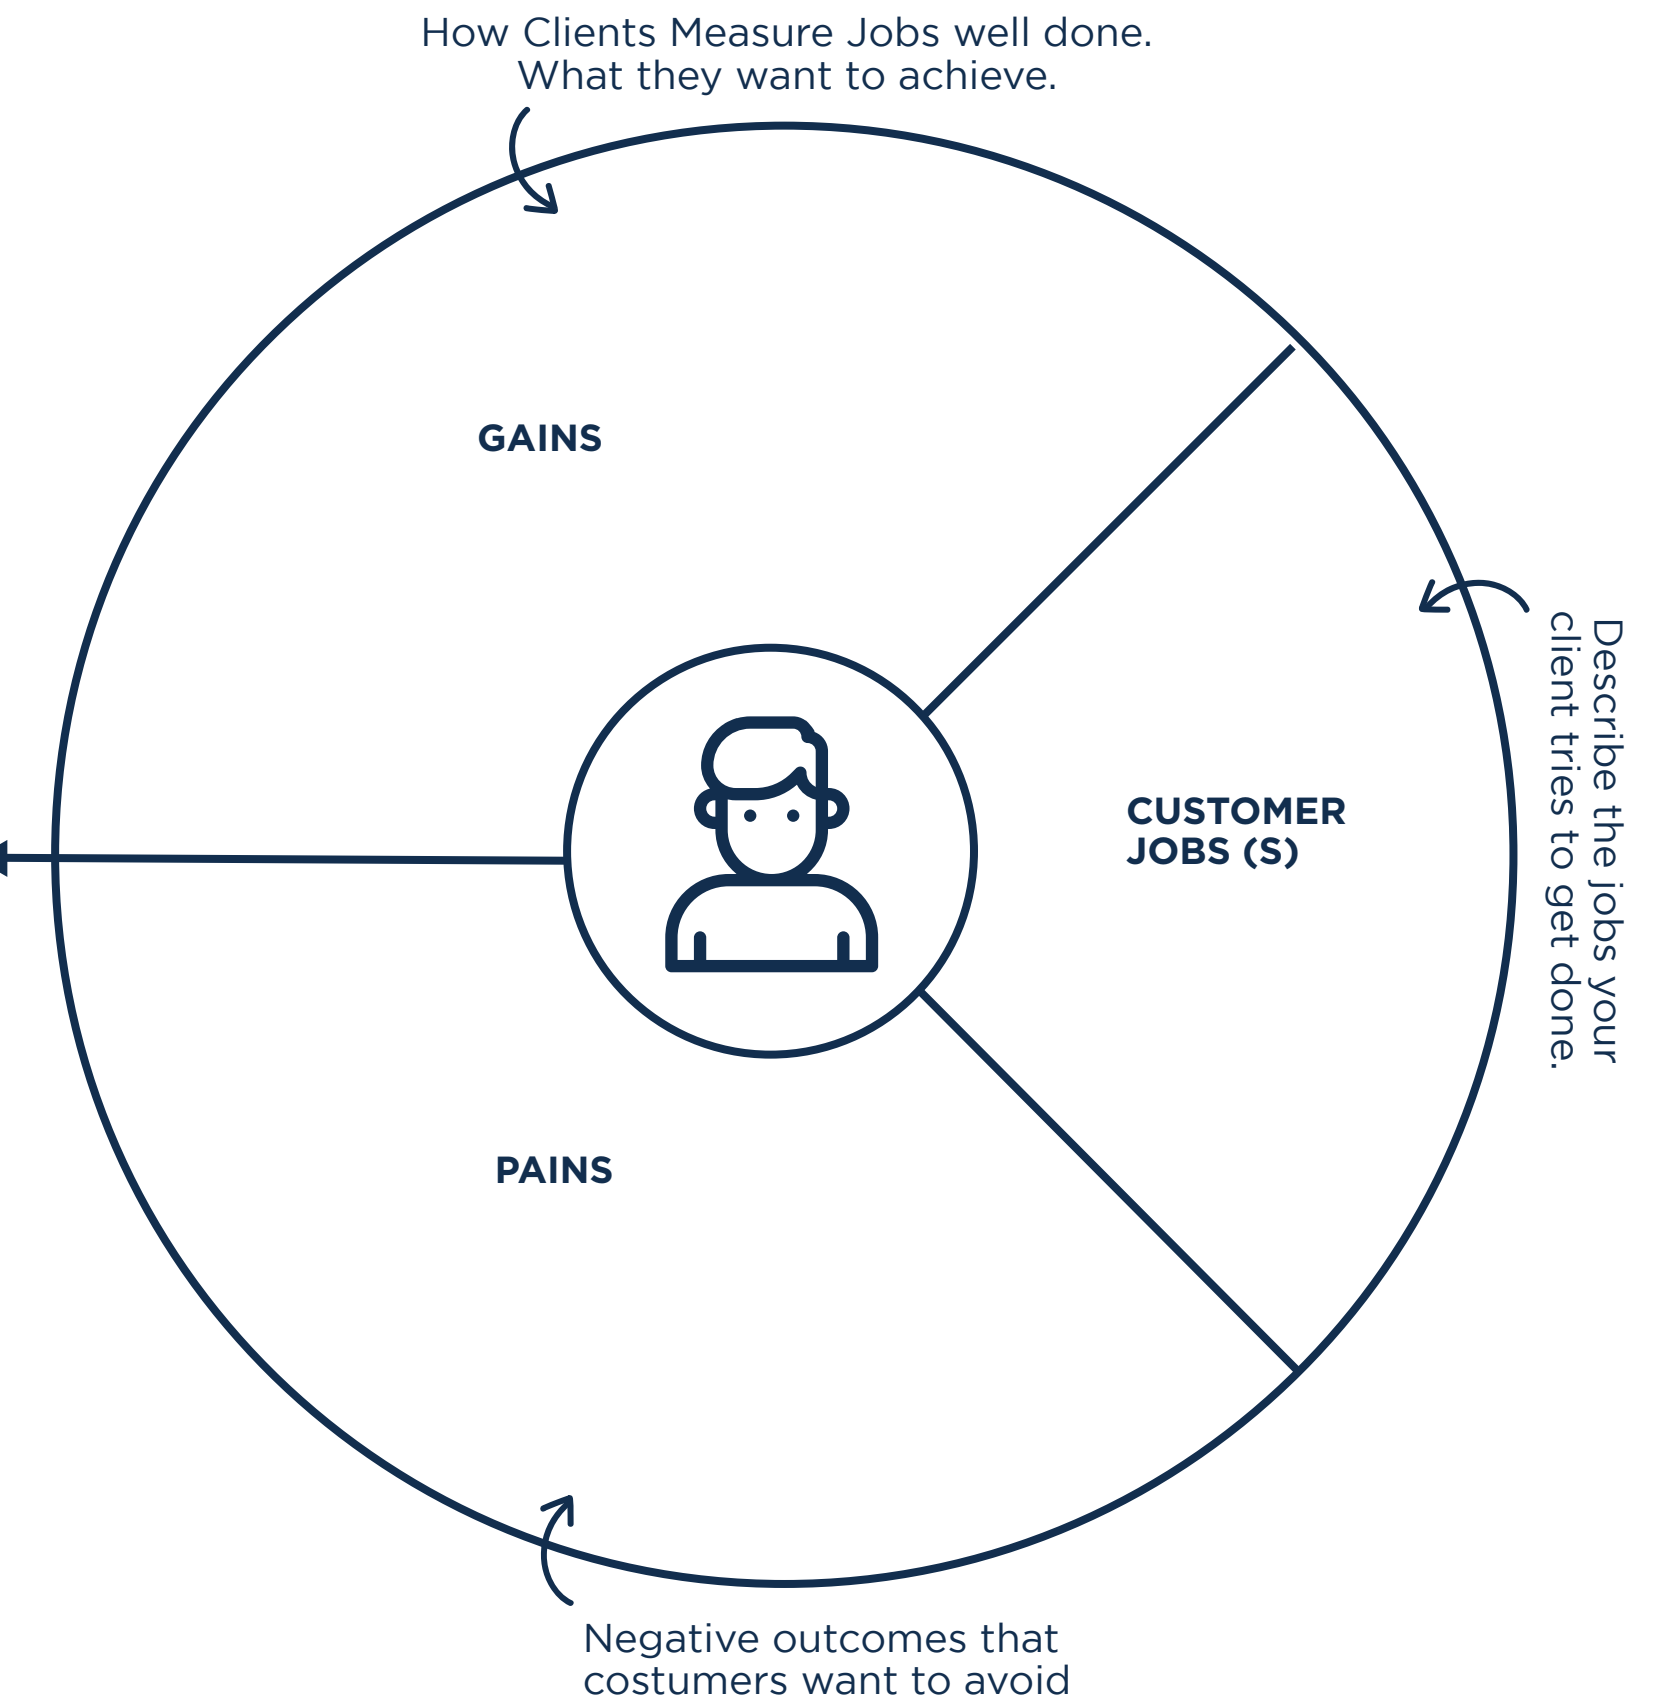 How Clients Measure Jobs well done.
What they want to achieve.
GAINS
Describe the jobs your
client tries to get done.
CUSTOMER
JOBS (S)
PAINS
Negative outcomes that
costumers want to avoid